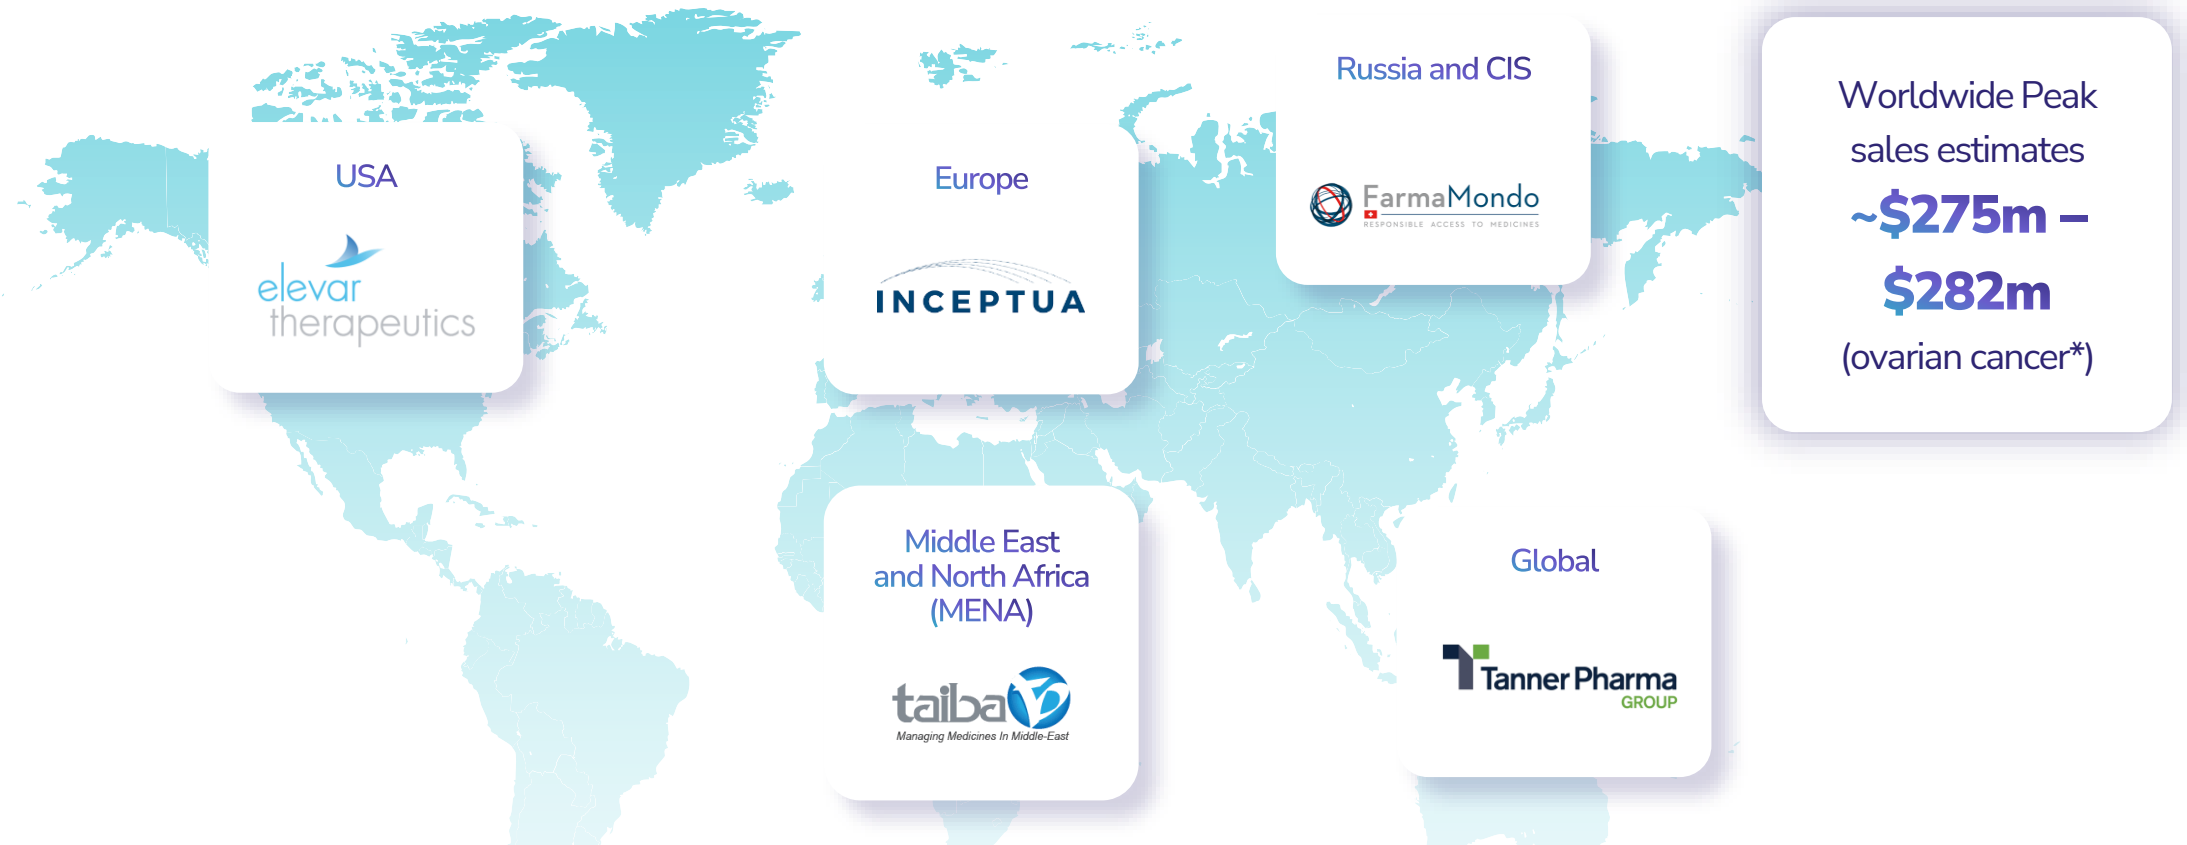 USA
elevar
therapeutics
Europe
INCEPTUA
Russia and CIS
FarmaMondo
RESPONSIBLE ACCESS TO MEDICINES
Worldwide Peak
sales estimates
~$275m –
$282m
(ovarian cancer*)
Middle East
and North Africa
(MENA)
taiba
Managing Medicines In Middle-East
Global
Tanner Pharma
GROUP